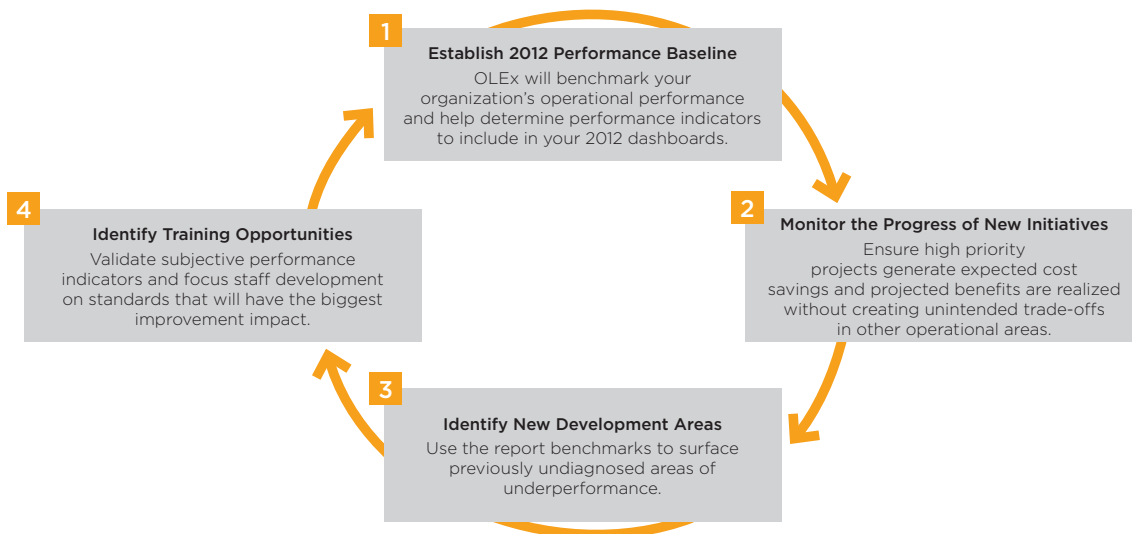 1
Establish 2012 Performance Baseline
OLEx will benchmark your
organization's operational performance
and help determine performance indicators
to include in your 2012 dashboards.
2
Monitor the Progress of New Initiatives
Ensure high priority
projects generate expected cost
savings and projected benefits are realized
without creating unintended trade-offs
in other operational areas.
3
Identify New Development Areas
Use the report benchmarks to surface
previously undiagnosed areas of
underperformance.
4
Identify Training Opportunities
Validate subjective performance
indicators and focus staff development
on standards that will have the biggest
improvement impact.